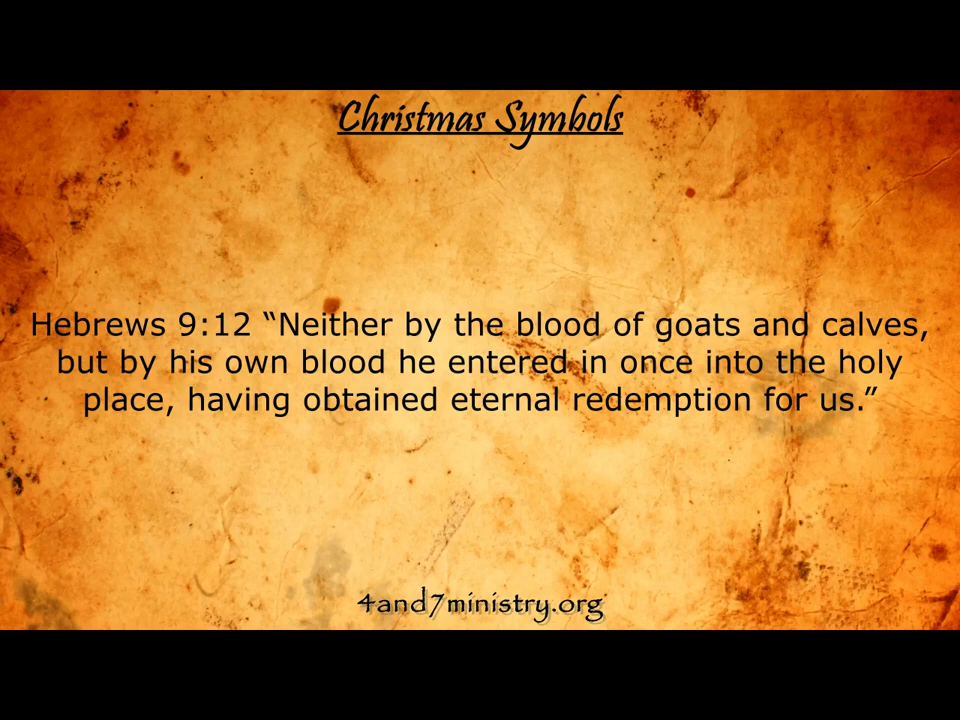 Christmas Symbols
Hebrews 9:12 “Neither by the blood of goats and calves,
but by his own blood he entered in once into the holy
place, having obtained eternal redemption for us.”
4and7ministry.org